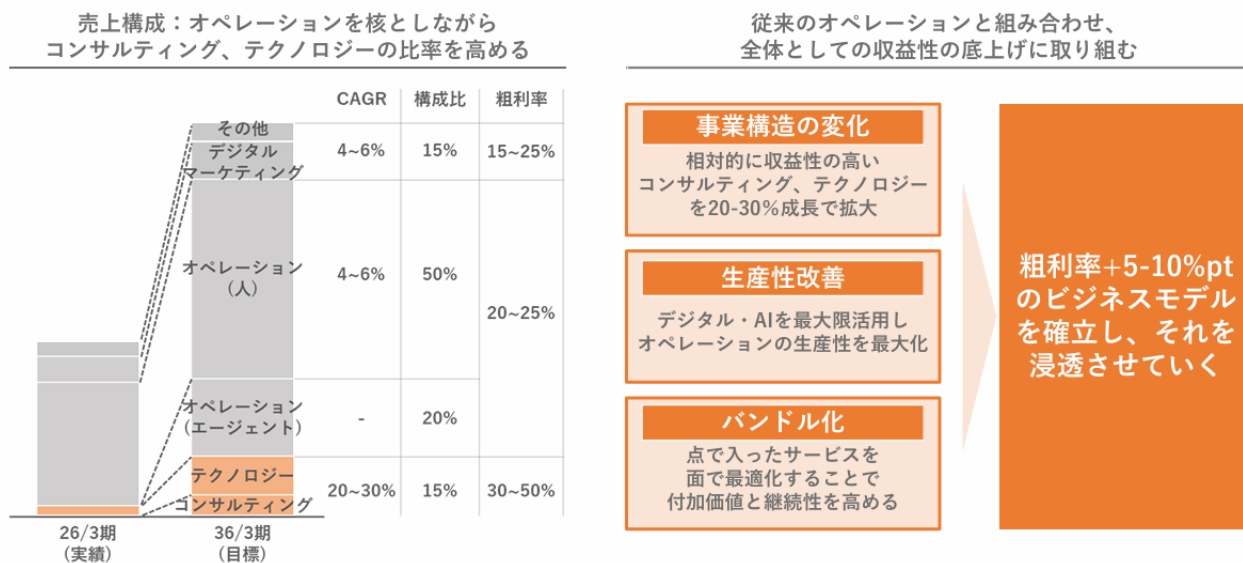 売上構成：オペレーションを核としながら
コンサルティング、テクノロジーの比率を高める
CAGR 構成比 粗利率
その他
デジタル
マーケティング
4~6% 15% 15~25%
オペレーション
（人）
4~6% 50%
20~25%
オペレーション
（エージェント）
- 20%
テクノロジー
コンサルティング
20~30% 15% 30~50%
26/3期
（実績）
36/3期
（目標）
従来のオペレーションと組み合わせ、
全体としての収益性の底上げに取り組む
事業構造の変化
相対的に収益性の高い
コンサルティング、テクノロジー
を20-30%成長で拡大
生産性改善
デジタル・AIを最大限活用し
オペレーションの生産性を最大化
バンドル化
点で入ったサービスを
面で最適化することで
付加価値と継続性を高める
粗利率+5-10%pt
のビジネスモデル
を確立し、それを
浸透させていく